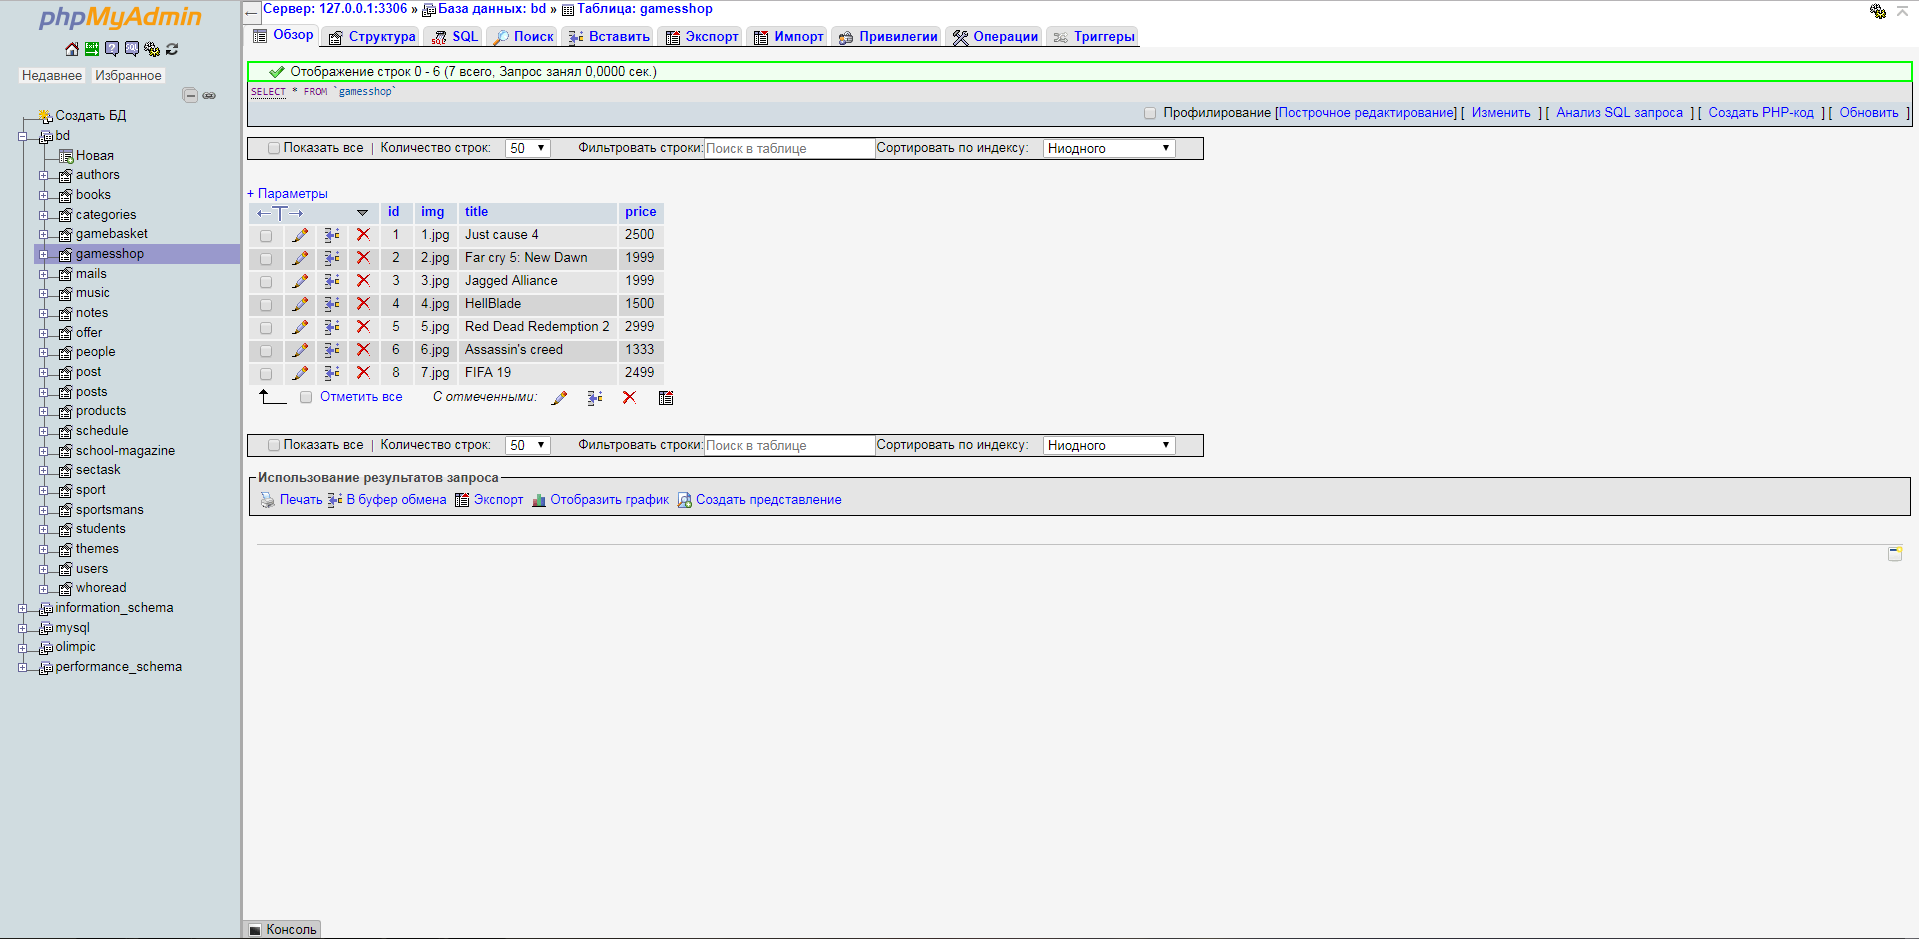 phpMyAdmin
Недавнее Избранное
Создать БД
bd
Новая
authors
books
categories
gamebasket
gamesshop
mails
music
notes
offer
people
post
posts
products
schedule
school-magazine
sectask
sport
sportsmans
students
themes
users
whoread
information_schema
mysql
olimpic
performance_schema
Сервер: 127.0.0.1:3306 » База данных: bd » Таблица: gamesshop
Обзор Структура SQL Поиск Вставить Экспорт Импорт Привилегии Операции Триггеры
Отображение строк 0 - 6 (7 всего, Запрос занял 0,0000 сек.)
SELECT * FROM `gamesshop`
Профилирование [Построчное редактирование] [ Изменить ] [ Анализ SQL запроса ] [ Создать PHP-код ] [ Обновить ]
Показать все | Количество строк: 50 Фильтровать строки: Поиск в таблице Сортировать по индексу: Ниодного
+ Параметры
id img title price
1 1.jpg Just cause 4 2500
2 2.jpg Far cry 5: New Dawn 1999
3 3.jpg Jagged Alliance 1999
4 4.jpg HellBlade 1500
5 5.jpg Red Dead Redemption 2 2999
6 6.jpg Assassin's creed 1333
8 7.jpg FIFA 19 2499
Отметить все С отмеченными:
Показать все | Количество строк: 50 Фильтровать строки: Поиск в таблице Сортировать по индексу: Ниодного
Использование результатов запроса
Печать В буфер обмена Экспорт Отобразить график Создать представление
Консоль